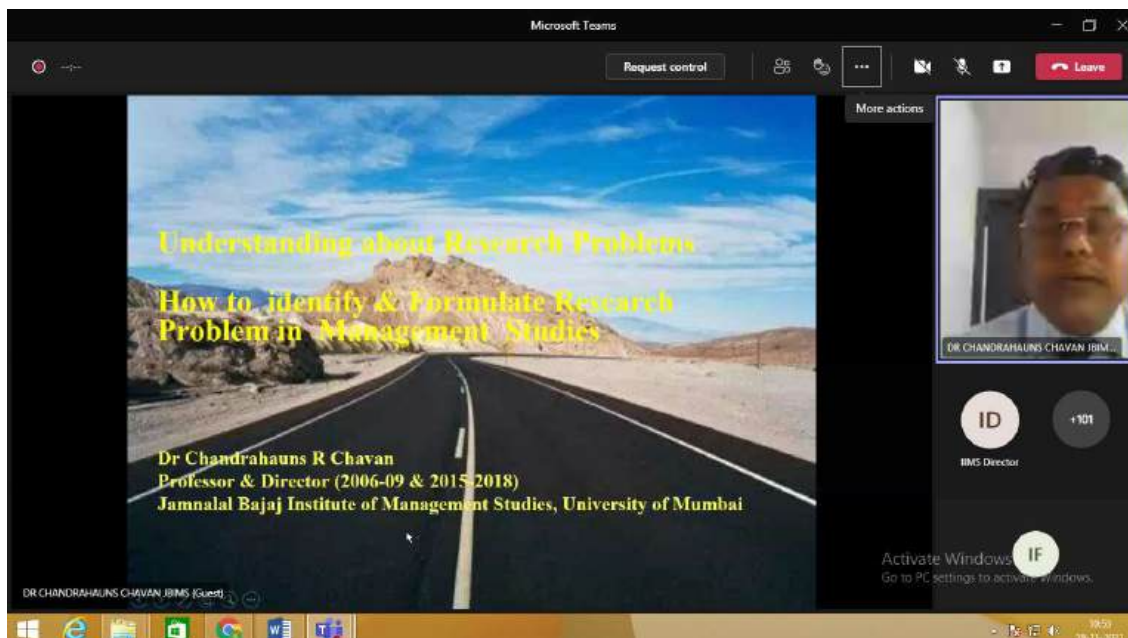 Microsoft Teams
--:--
Request control
Leave
More actions
Understanding about Research Problems
How to identify & Formulate Research
Problem in Management Studies
Dr Chandrahauns R Chavan
Professor & Director (2006-09 & 2015-2018)
Jamnalal Bajaj Institute of Management Studies, University of Mumbai
DR CHANDRAHAUNS CHAVAN JBIM...
ID
+101
IIMS Director
IF
Activate Windows
Go to PC settings to activate Windows.
DR CHANDRAHAUNS CHAVAN JBIMS (Guest)